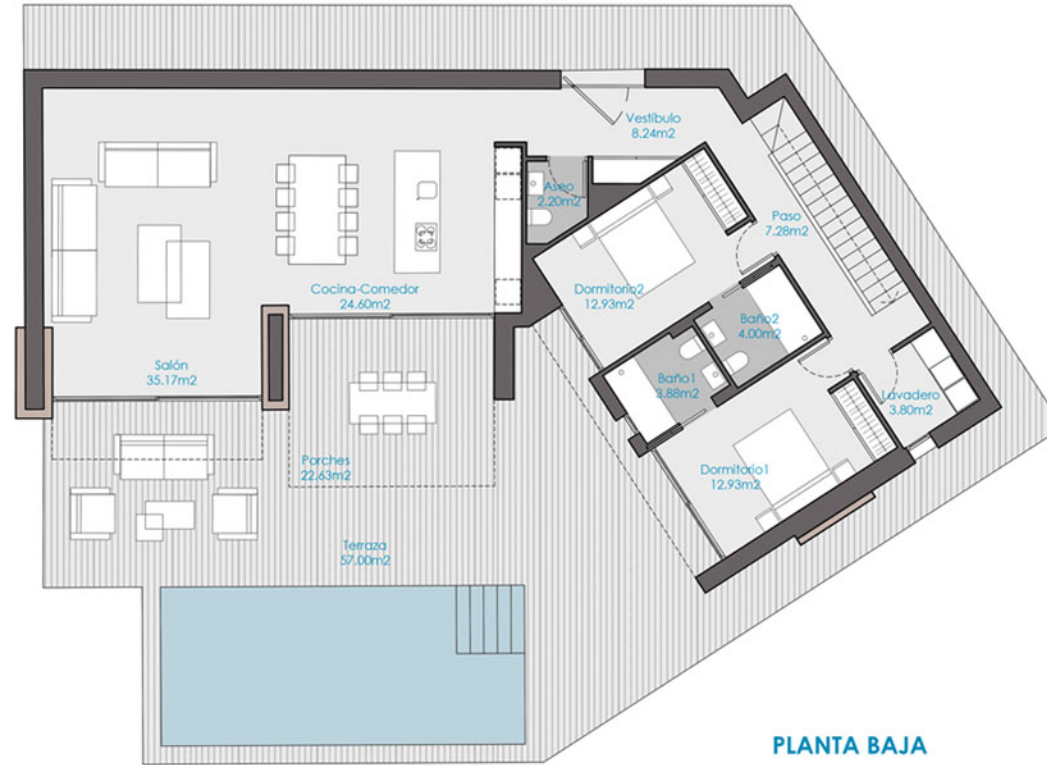 Vestíbulo
8.24m2
Aseo
2.20m2
Paso
7.28m2
Dormitorio2
12.93m2
Cocina-Comedor
24.60m2
Baño2
4.00m2
Salón
35.17m2
Baño1
3.88m2
Lavadero
3.80m2
Porches
22.63m2
Dormitorio1
12.93m2
Terraza
57.00m2
PLANTA BAJA